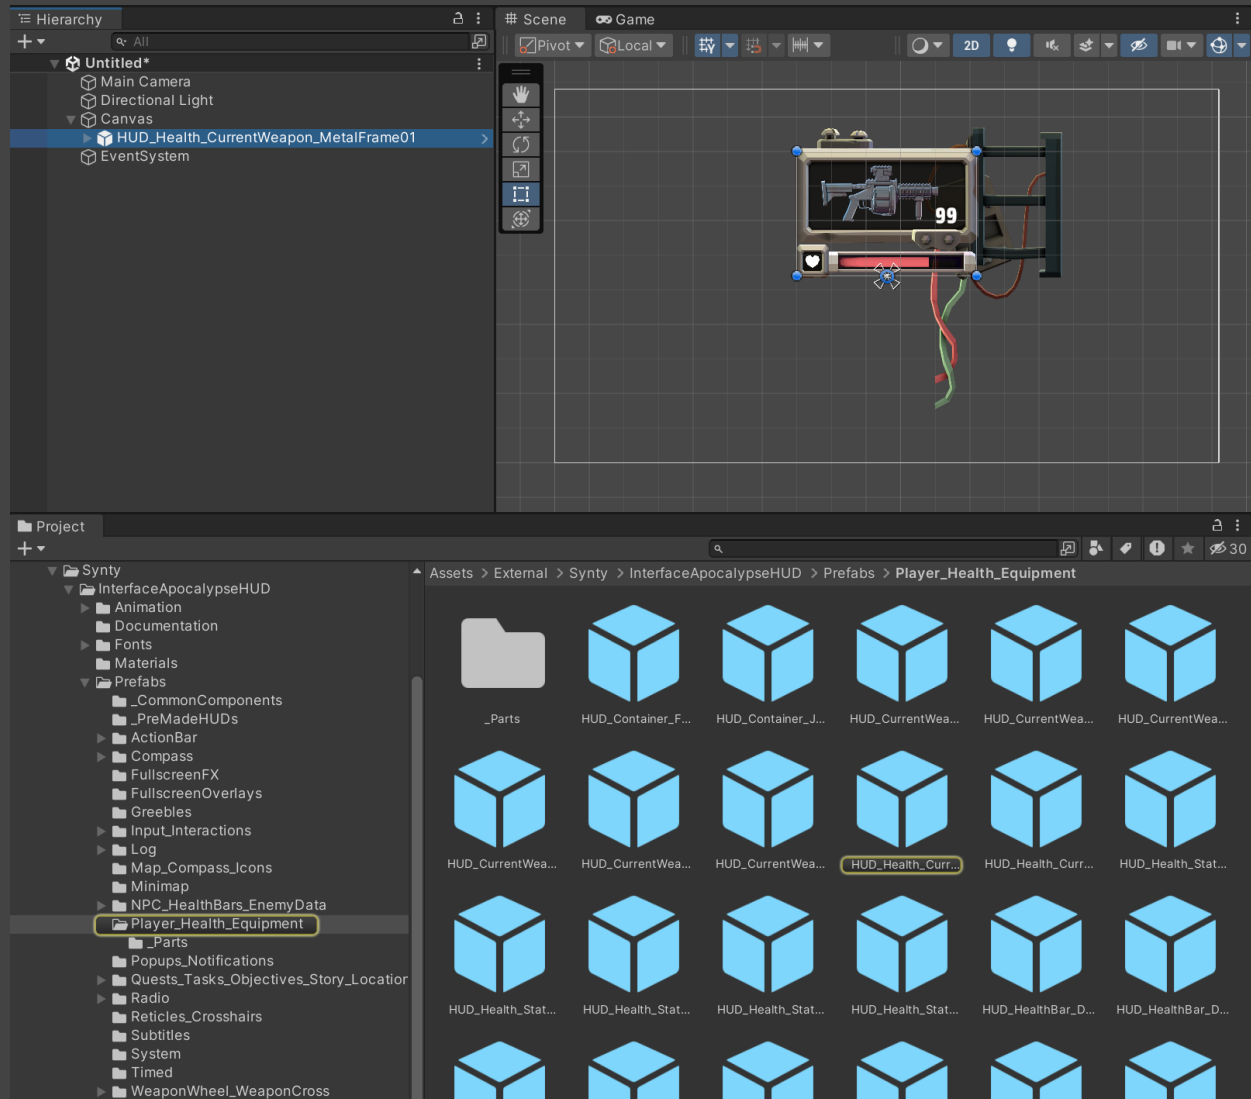 Hierarchy
All
Untitled*
Main Camera
Directional Light
Canvas
HUD_Health_CurrentWeapon_MetalFrame01
EventSystem
Scene
Game
Pivot
Local
2D
99
Project
30
Synty
InterfaceApocalypseHUD
Animation
Documentation
Fonts
Materials
Prefabs
_CommonComponents
_PreMadeHUDs
ActionBar
Compass
FullscreenFX
FullscreenOverlays
Greebles
Input_Interactions
Log
Map_Compass_Icons
Minimap
NPC_HealthBars_EnemyData
Player_Health_Equipment
_Parts
Popups_Notifications
Quests_Tasks_Objectives_Story_Location
Radio
Reticles_Crosshairs
Subtitles
System
Timed
WeaponWheel_WeaponCross
Assets > External > Synty > InterfaceApocalypseHUD > Prefabs > Player_Health_Equipment
_Parts HUD_Container_F... HUD_Container_J... HUD_CurrentWea... HUD_CurrentWea... HUD_CurrentWea...
HUD_CurrentWea... HUD_CurrentWea... HUD_CurrentWea... HUD_Health_Curr... HUD_Health_Curr... HUD_Health_Stat...
HUD_Health_Stat... HUD_Health_Stat... HUD_Health_Stat... HUD_Health_Stat... HUD_HealthBar_D... HUD_HealthBar_D...